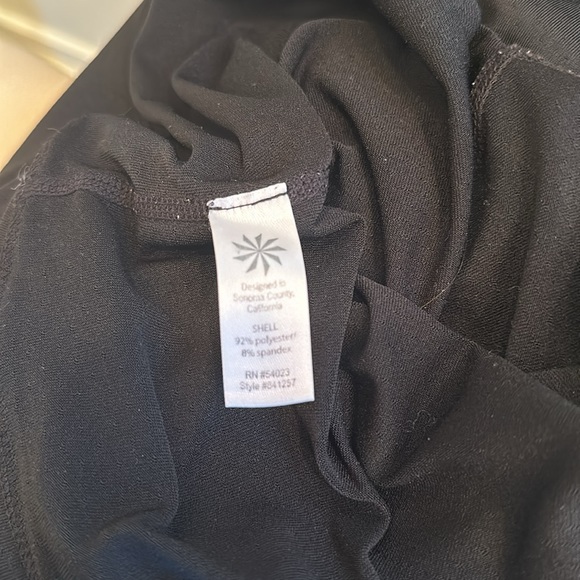 Designed in
Sonoma County,
California
SHELL
92% polyester
8% spandex
RN #54023
Style #841257